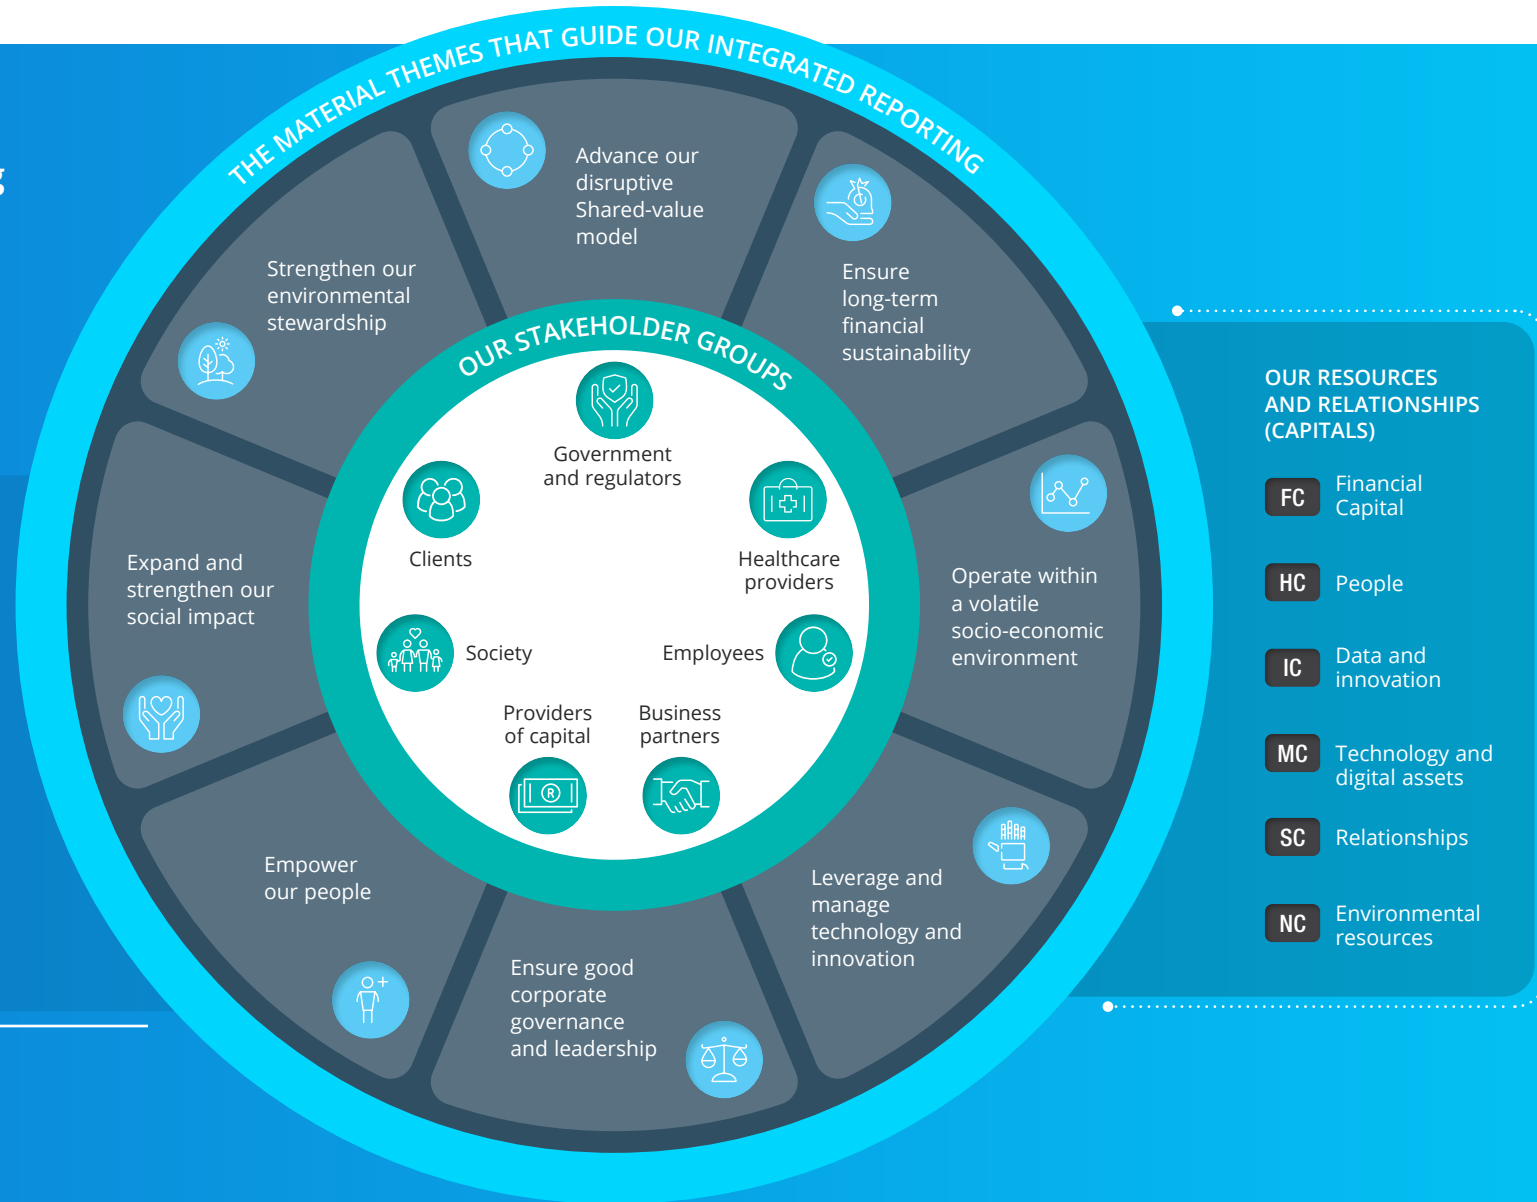 THE MATERIAL THEMES THAT GUIDE OUR INTEGRATED REPORTING
Advance our
disruptive
Shared-value
model
Ensure
long-term
financial
sustainability
Operate within
a volatile
socio-economic
environment
Leverage and
manage
technology and
innovation
Ensure good
corporate
governance
and leadership
Empower
our people
Expand and
strengthen our
social impact
Strengthen our
environmental
stewardship
OUR STAKEHOLDER GROUPS
Government
and regulators
Healthcare
providers
Employees
Business
partners
Providers
of capital
Society
Clients
R
OUR RESOURCES
AND RELATIONSHIPS
(CAPITALS)
FC
Financial
Capital
HC
People
IC
Data and
innovation
MC
Technology and
digital assets
SC
Relationships
NC
Environmental
resources
g